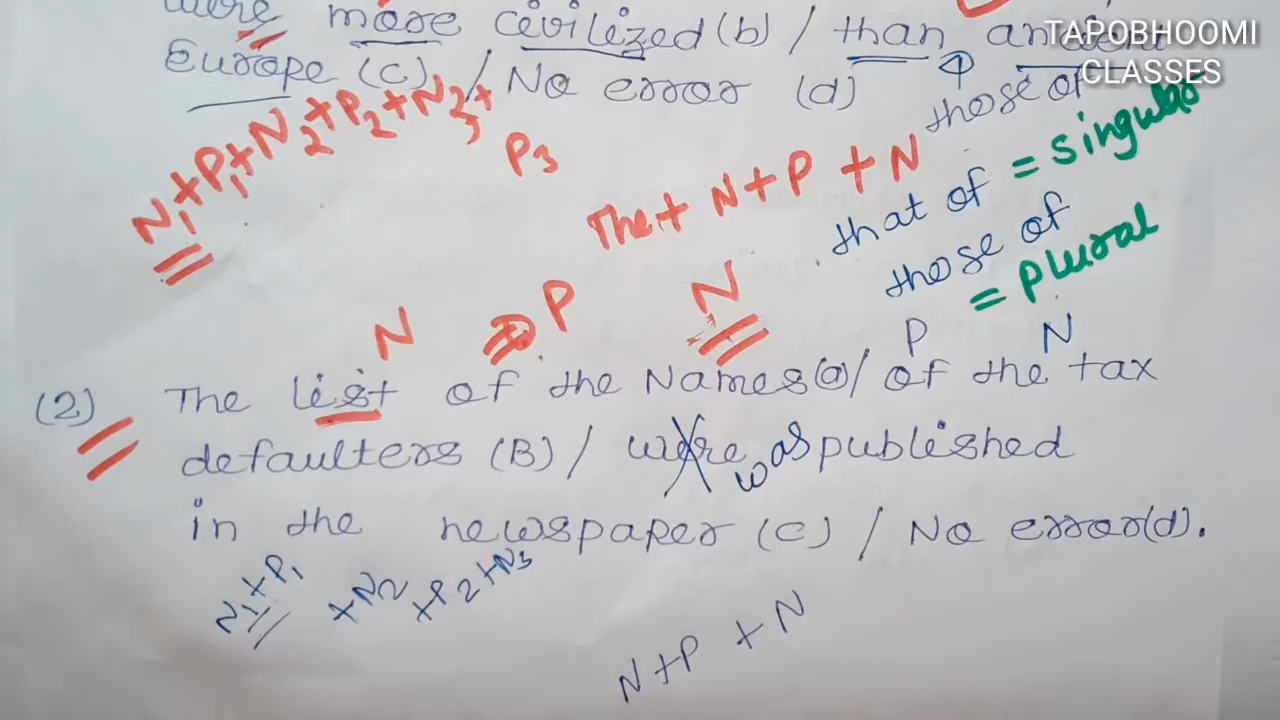 were more civilized (b) / than ancient
TAPOBHOOMI
CLASSES
Europe (C) / No error (d)
those of
N1+P1+N2+P2+N3+
P3
The+ N+P+N
that of = singular
those of
= plural
N ⇒ P N
P N
(2) The list of the Names(a)/ of the tax
defaulters (B) / were was published
in the newspaper (c) / No error(d).
N1+P1+N2+P2+N3
N+P+N